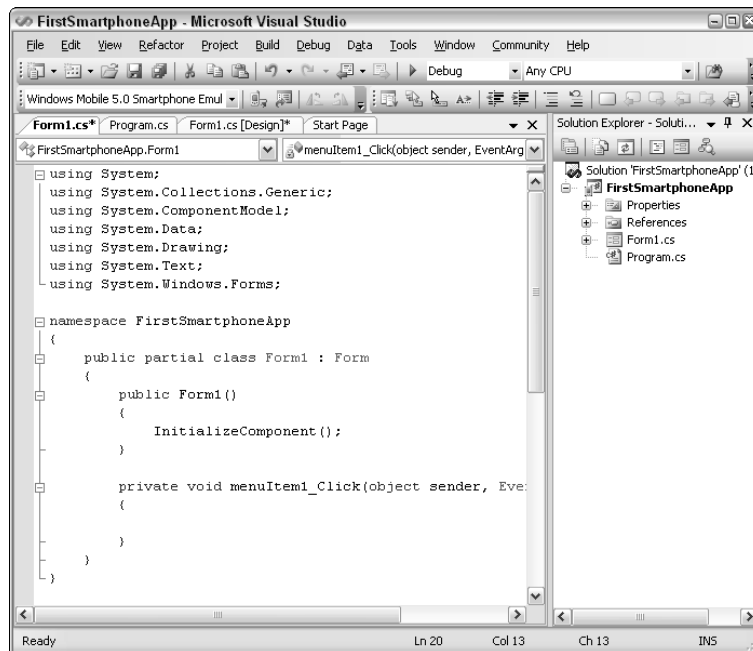 FirstSmartphoneApp - Microsoft Visual Studio
File Edit View Refactor Project Build Debug Data Tools Window Community Help
Debug Any CPU
Windows Mobile 5.0 Smartphone Emul
Form1.cs* Program.cs Form1.cs [Design]* Start Page
FirstSmartphoneApp.Form1 menuItem1_Click(object sender, EventArg
using System;
using System.Collections.Generic;
using System.ComponentModel;
using System.Data;
using System.Drawing;
using System.Text;
using System.Windows.Forms;
namespace FirstSmartphoneApp
{
public partial class Form1 : Form
{
public Form1()
{
InitializeComponent();
}
private void menuItem1_Click(object sender, Eve
{
}
}
}
Solution Explorer - Soluti...
Solution 'FirstSmartphoneApp' (1
FirstSmartphoneApp
Properties
References
Form1.cs
Program.cs
Ready Ln 20 Col 13 Ch 13 INS